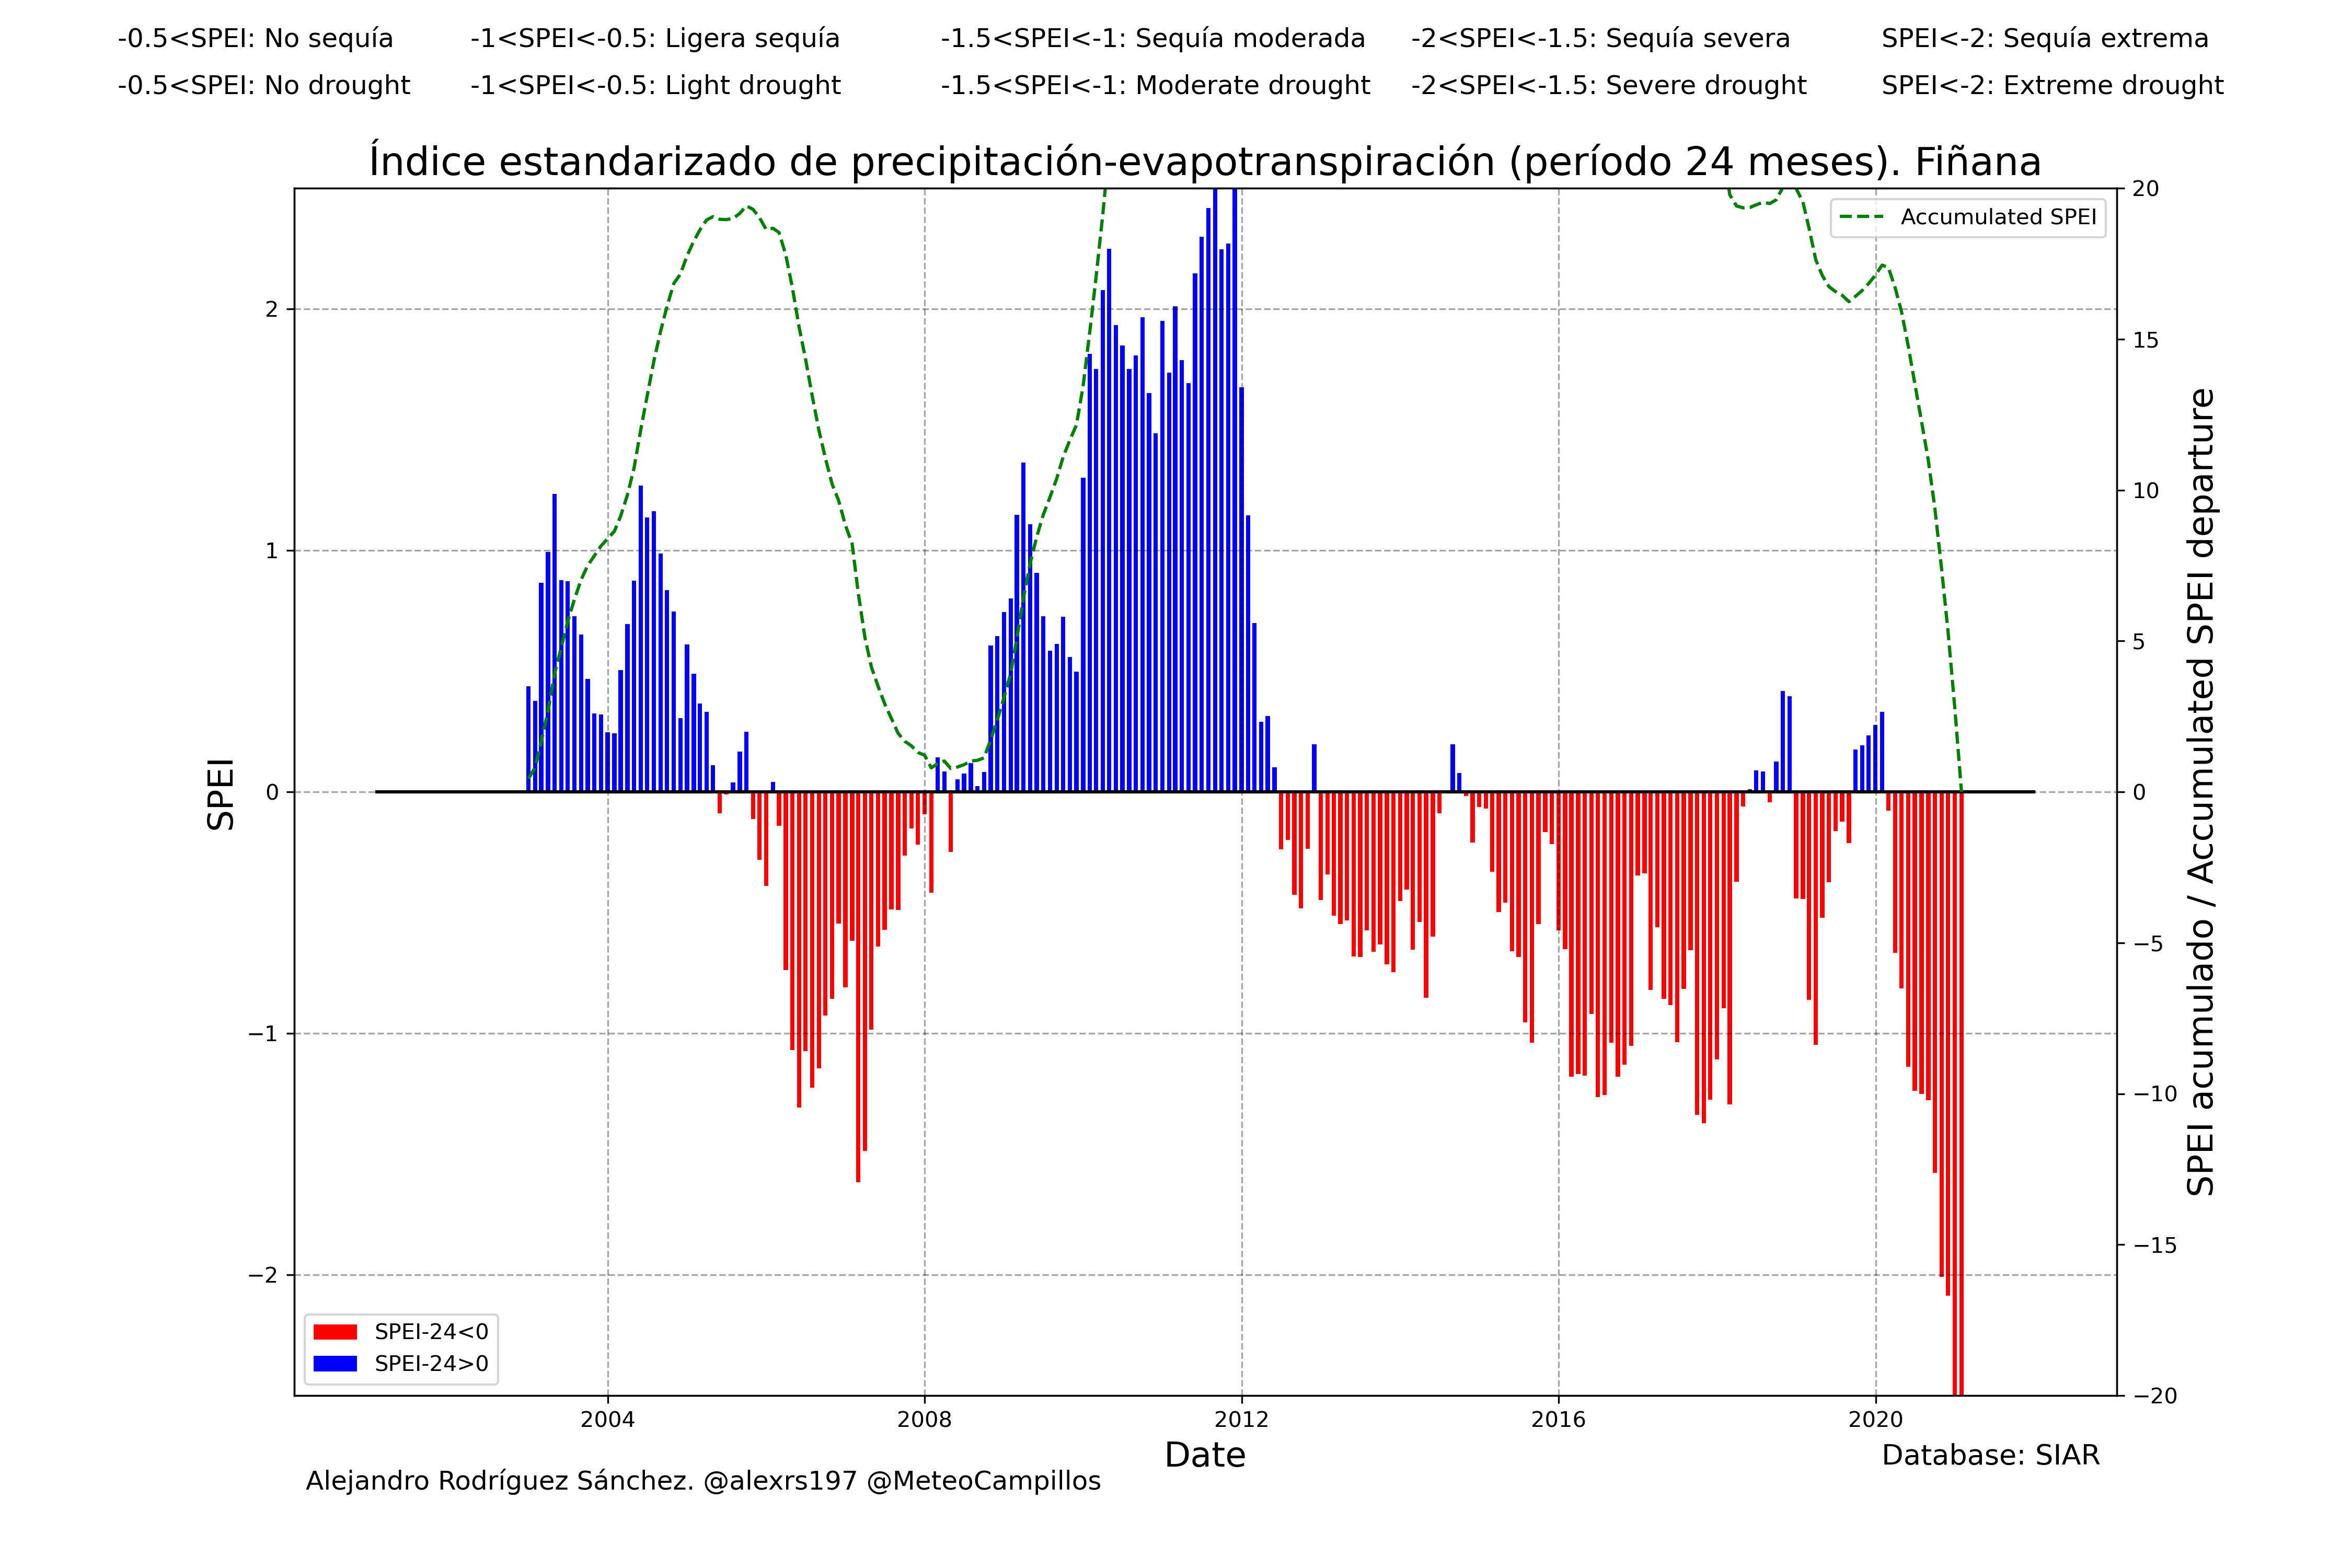 -0.5<SPEI: No sequía -1<SPEI<-0.5: Ligera sequía -1.5<SPEI<-1: Sequía moderada -2<SPEI<-1.5: Sequía severa SPEI<-2: Sequía extrema
-0.5<SPEI: No drought -1<SPEI<-0.5: Light drought -1.5<SPEI<-1: Moderate drought -2<SPEI<-1.5: Severe drought SPEI<-2: Extreme drought
Índice estandarizado de precipitación-evapotranspiración (período 24 meses). Fiñana
SPEI
2
1
0
−1
−2
Accumulated SPEI
20
15
10
5
0
−5
−10
−15
−20
SPEI acumulado / Accumulated SPEI departure
SPEI-24<0
SPEI-24>0
2004 2008 2012 2016 2020
Date
Database: SIAR
Alejandro Rodríguez Sánchez. @alexrs197 @MeteoCampillos